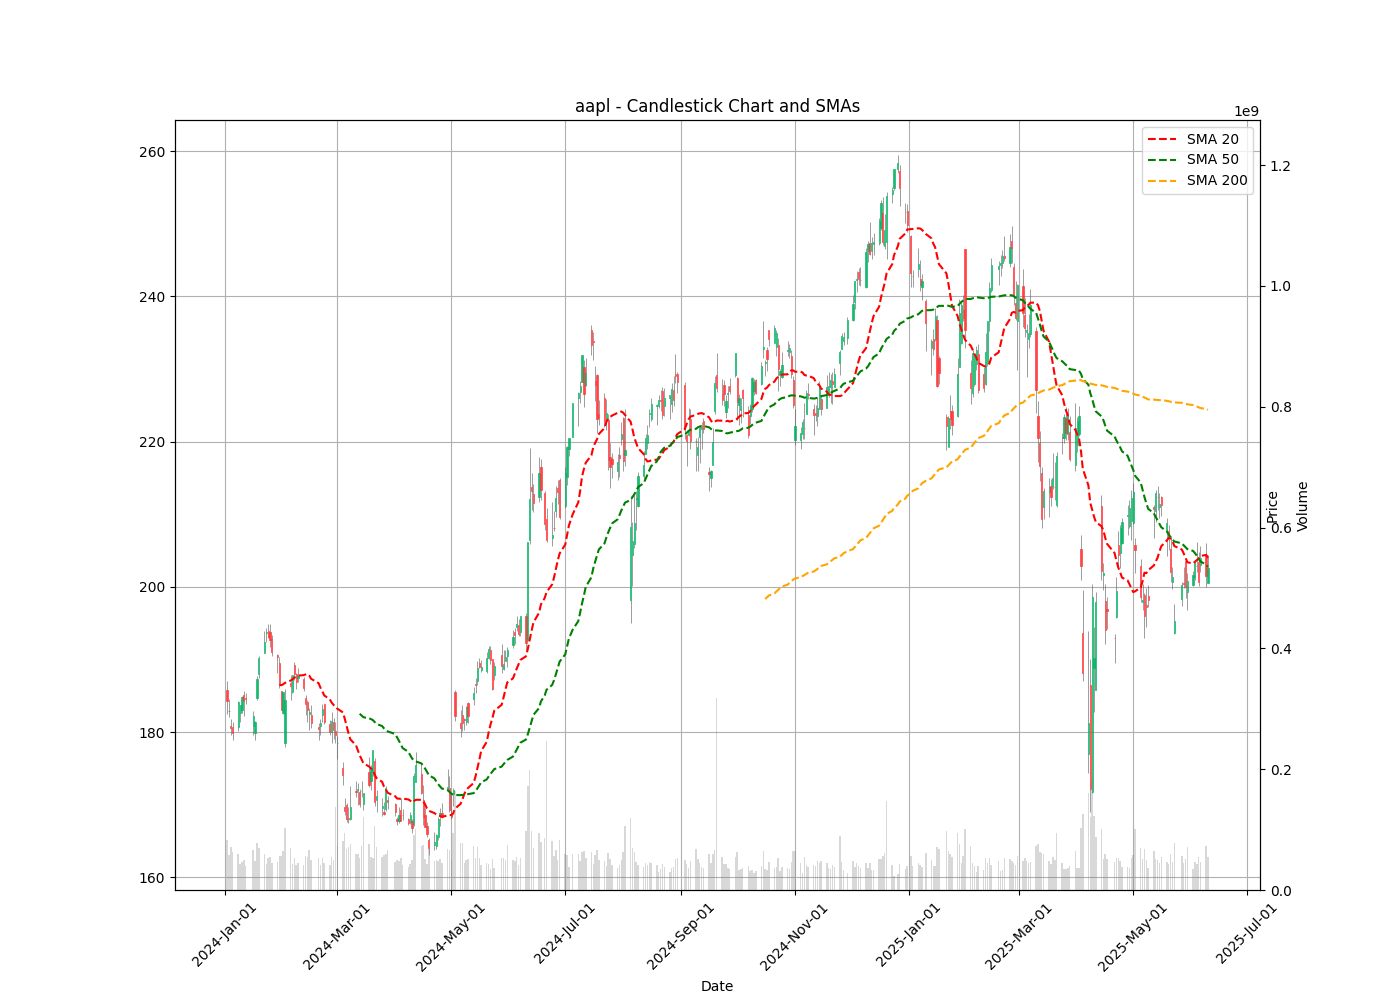 aapl - Candlestick Chart and SMAs
1e9
SMA 20
SMA 50
SMA 200
260
240
220
200
180
160
1.2
1.0
0.8
0.6
0.4
0.2
0.0
Price
Volume
2024-Jan-01
2024-Mar-01
2024-May-01
2024-Jul-01
2024-Sep-01
2024-Nov-01
2025-Jan-01
2025-Mar-01
2025-May-01
2025-Jul-01
Date